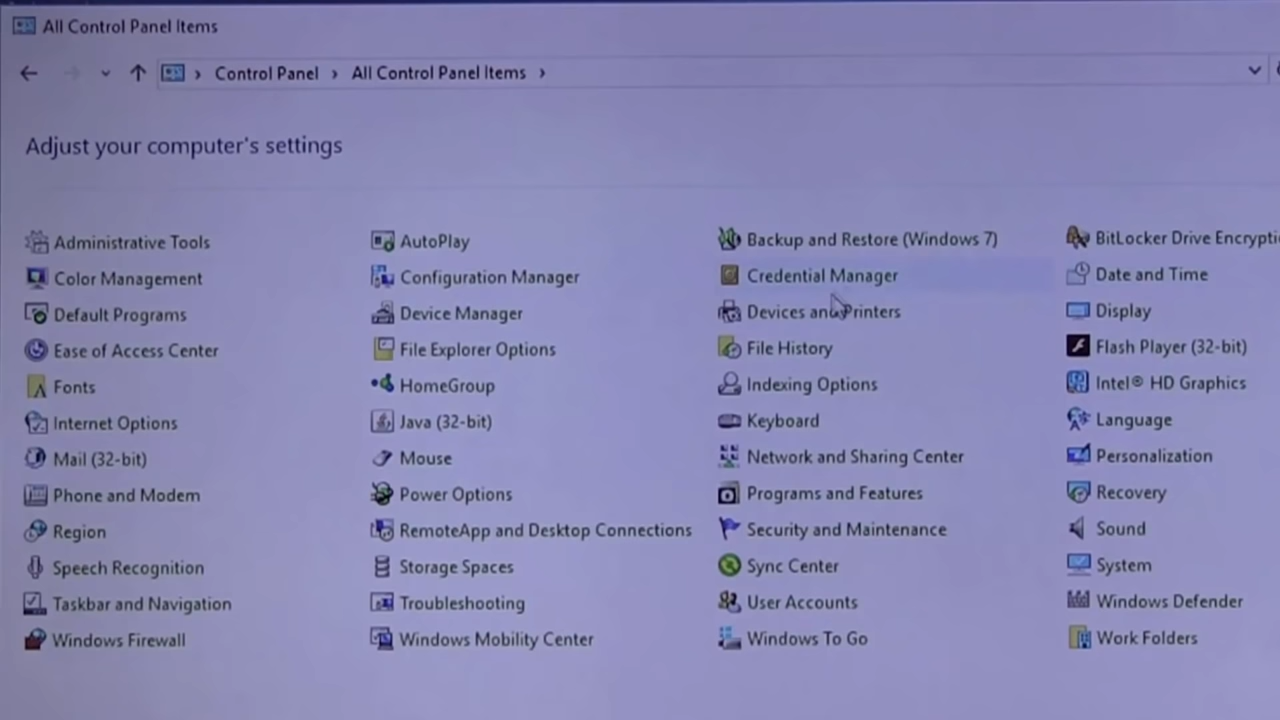 All Control Panel Items
Control Panel > All Control Panel Items >
Adjust your computer's settings
Administrative Tools
AutoPlay
Backup and Restore (Windows 7)
BitLocker Drive Encrypti
Color Management
Configuration Manager
Credential Manager
Date and Time
Default Programs
Device Manager
Devices and Printers
Display
Ease of Access Center
File Explorer Options
File History
Flash Player (32-bit)
Fonts
HomeGroup
Indexing Options
Intel® HD Graphics
Internet Options
Java (32-bit)
Keyboard
Language
Mail (32-bit)
Mouse
Network and Sharing Center
Personalization
Phone and Modem
Power Options
Programs and Features
Recovery
Region
RemoteApp and Desktop Connections
Security and Maintenance
Sound
Speech Recognition
Storage Spaces
Sync Center
System
Taskbar and Navigation
Troubleshooting
User Accounts
Windows Defender
Windows Firewall
Windows Mobility Center
Windows To Go
Work Folders